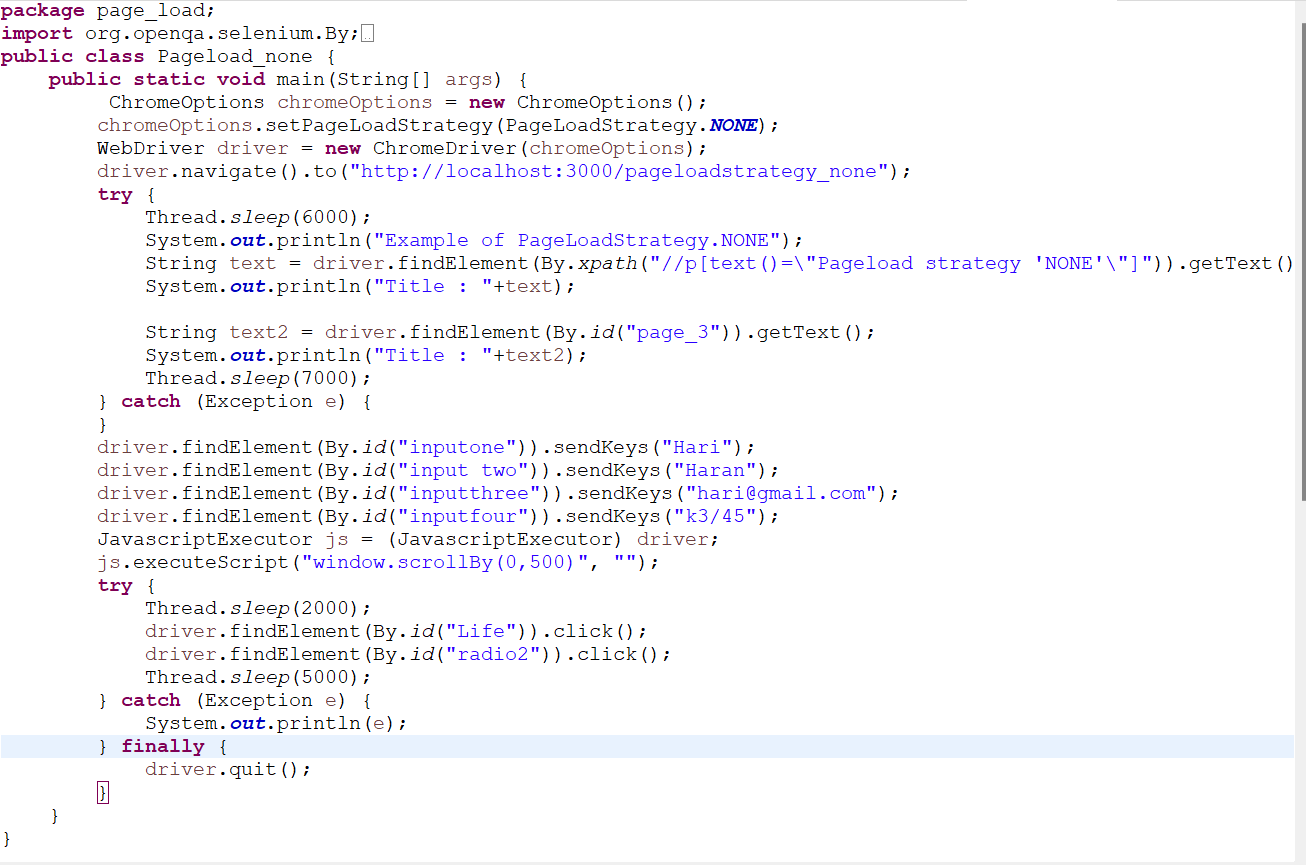 package page_load;
import org.openqa.selenium.By;
public class Pageload_none {
    public static void main(String[] args) {
         ChromeOptions chromeOptions = new ChromeOptions();
        chromeOptions.setPageLoadStrategy(PageLoadStrategy.NONE);
        WebDriver driver = new ChromeDriver(chromeOptions);
        driver.navigate().to("http://localhost:3000/pageloadstrategy_none");
        try {
            Thread.sleep(6000);
            System.out.println("Example of PageLoadStrategy.NONE");
            String text = driver.findElement(By.xpath("//p[text()=\"Pageload strategy 'NONE'\"]")).getText()
            System.out.println("Title : "+text);

            String text2 = driver.findElement(By.id("page_3")).getText();
            System.out.println("Title : "+text2);
            Thread.sleep(7000);
        } catch (Exception e) {
        }
        driver.findElement(By.id("inputone")).sendKeys("Hari");
        driver.findElement(By.id("input two")).sendKeys("Haran");
        driver.findElement(By.id("inputthree")).sendKeys("hari@gmail.com");
        driver.findElement(By.id("inputfour")).sendKeys("k3/45");
        JavascriptExecutor js = (JavascriptExecutor) driver;
        js.executeScript("window.scrollBy(0,500)", "");
        try {
            Thread.sleep(2000);
            driver.findElement(By.id("Life")).click();
            driver.findElement(By.id("radio2")).click();
            Thread.sleep(5000);
        } catch (Exception e) {
            System.out.println(e);
        } finally {
            driver.quit();
        }
    }
}